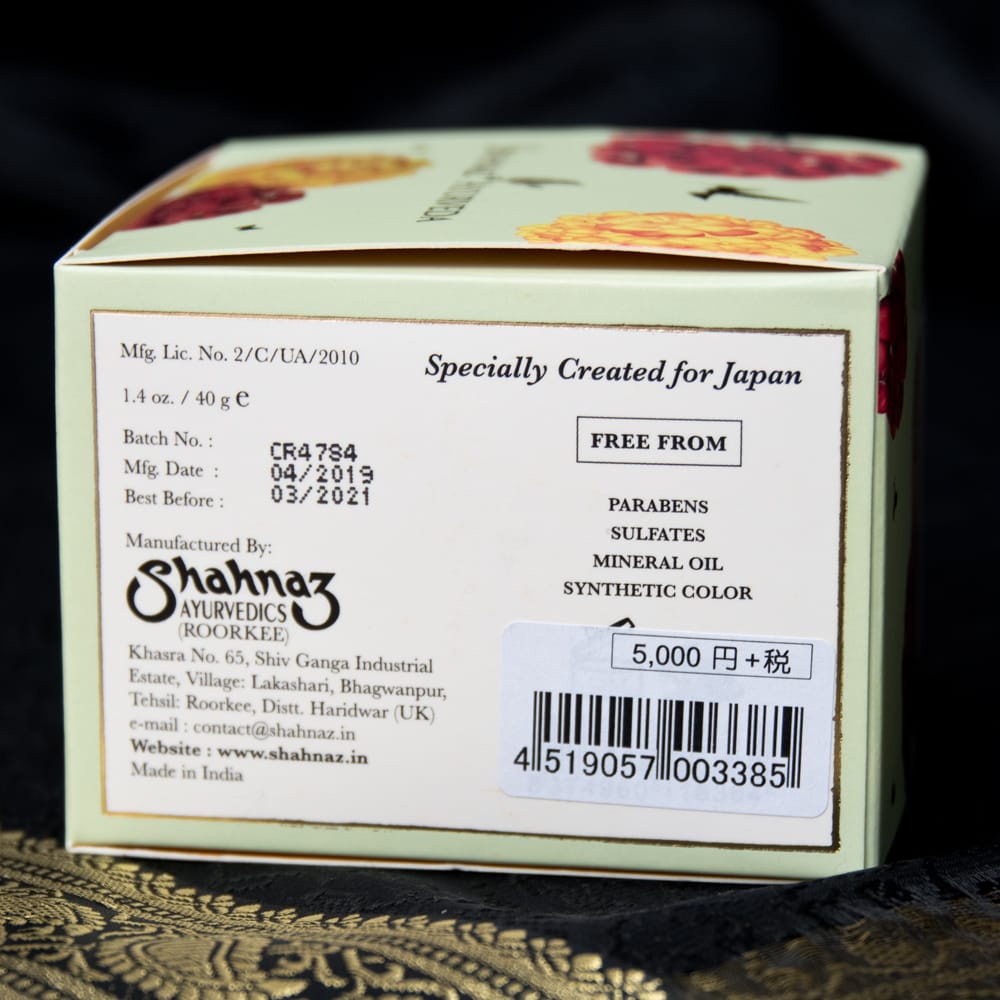 AYURVEDA
Mfg. Lic. No. 2/C/UA/2010
1.4 oz. / 40 g e
Batch No. : CR4784
Mfg. Date : 04/2019
Best Before : 03/2021
Manufactured By:
Shahnaz
AYURVEDICS
(ROORKEE)
Khasra No. 65, Shiv Ganga Industrial
Estate, Village: Lakashari, Bhagwanpur,
Tehsil: Roorkee, Distt. Haridwar (UK)
e-mail : contact@shahnaz.in
Website : www.shahnaz.in
Made in India
Specially Created for Japan
FREE FROM
PARABENS
SULFATES
MINERAL OIL
SYNTHETIC COLOR
5,000 円+税
4 519057 003385